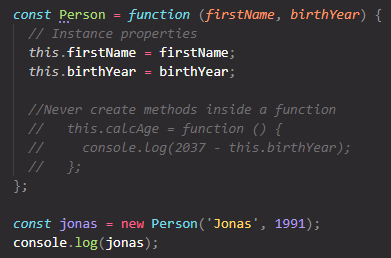 const Person = function (firstName, birthYear) {
  // Instance properties
  this.firstName = firstName;
  this.birthYear = birthYear;

  //Never create methods inside a function
  //   this.calcAge = function () {
  //     console.log(2037 - this.birthYear);
  //   };
};

const jonas = new Person('Jonas', 1991);
console.log(jonas);